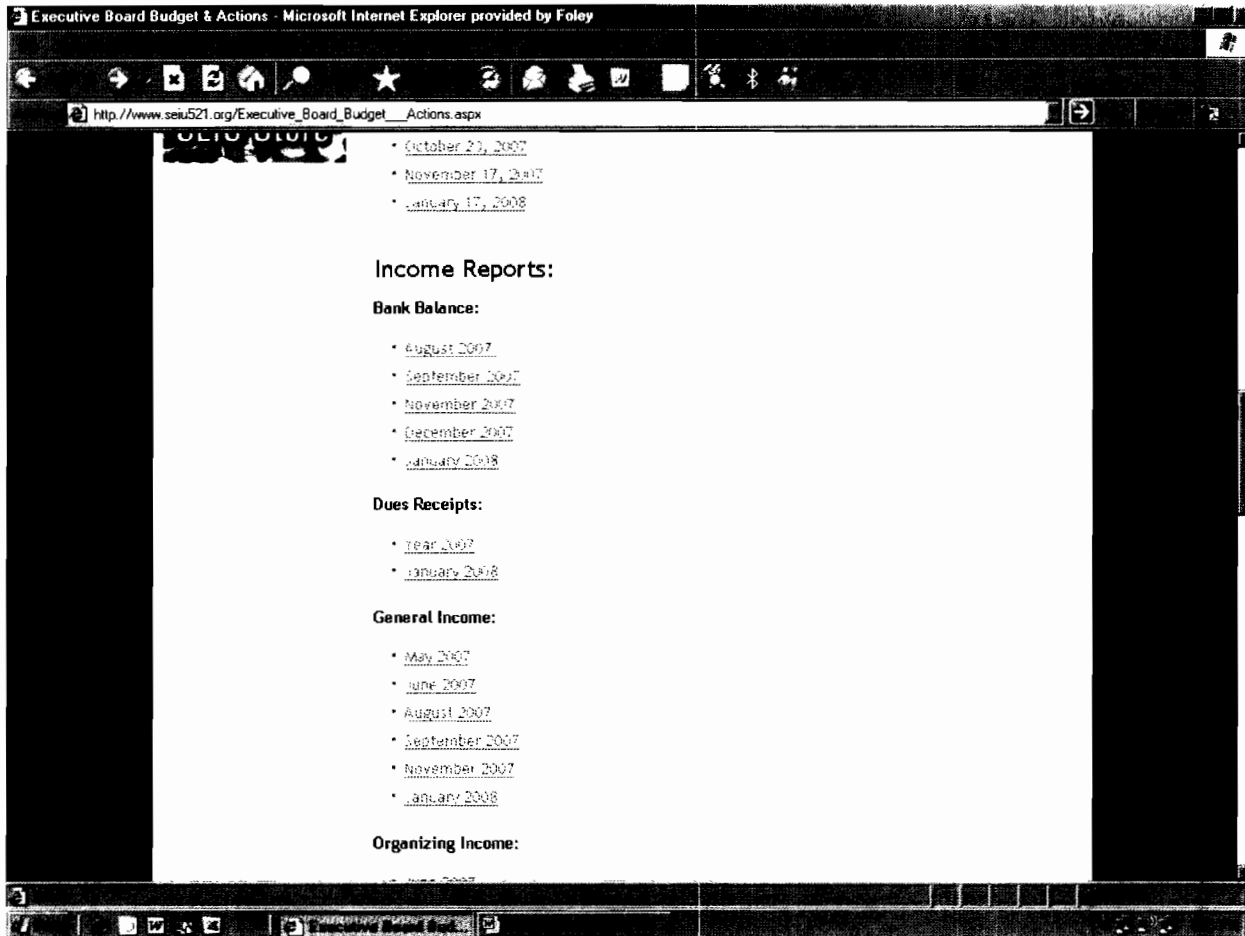 Executive Board Budget & Actions - Microsoft Internet Explorer provided by Foley
http://www.seiu521.org/Executive_Board_Budget___Actions.aspx
• October 20, 2007
• November 17, 2007
• January 17, 2008
Income Reports:
Bank Balance:
• August 2007
• September 2007
• November 2007
• December 2007
• January 2008
Dues Receipts:
• Year 2007
• January 2008
General Income:
• May 2007
• June 2007
• August 2007
• September 2007
• November 2007
• January 2008
Organizing Income:
• June 2007